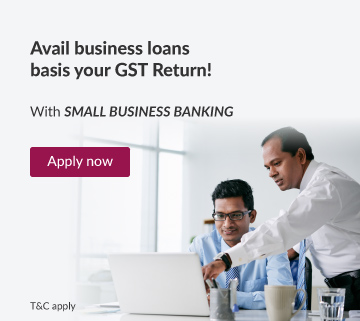 Avail business loans
basis your GST Return!
With SMALL BUSINESS BANKING
Apply now
T&C apply